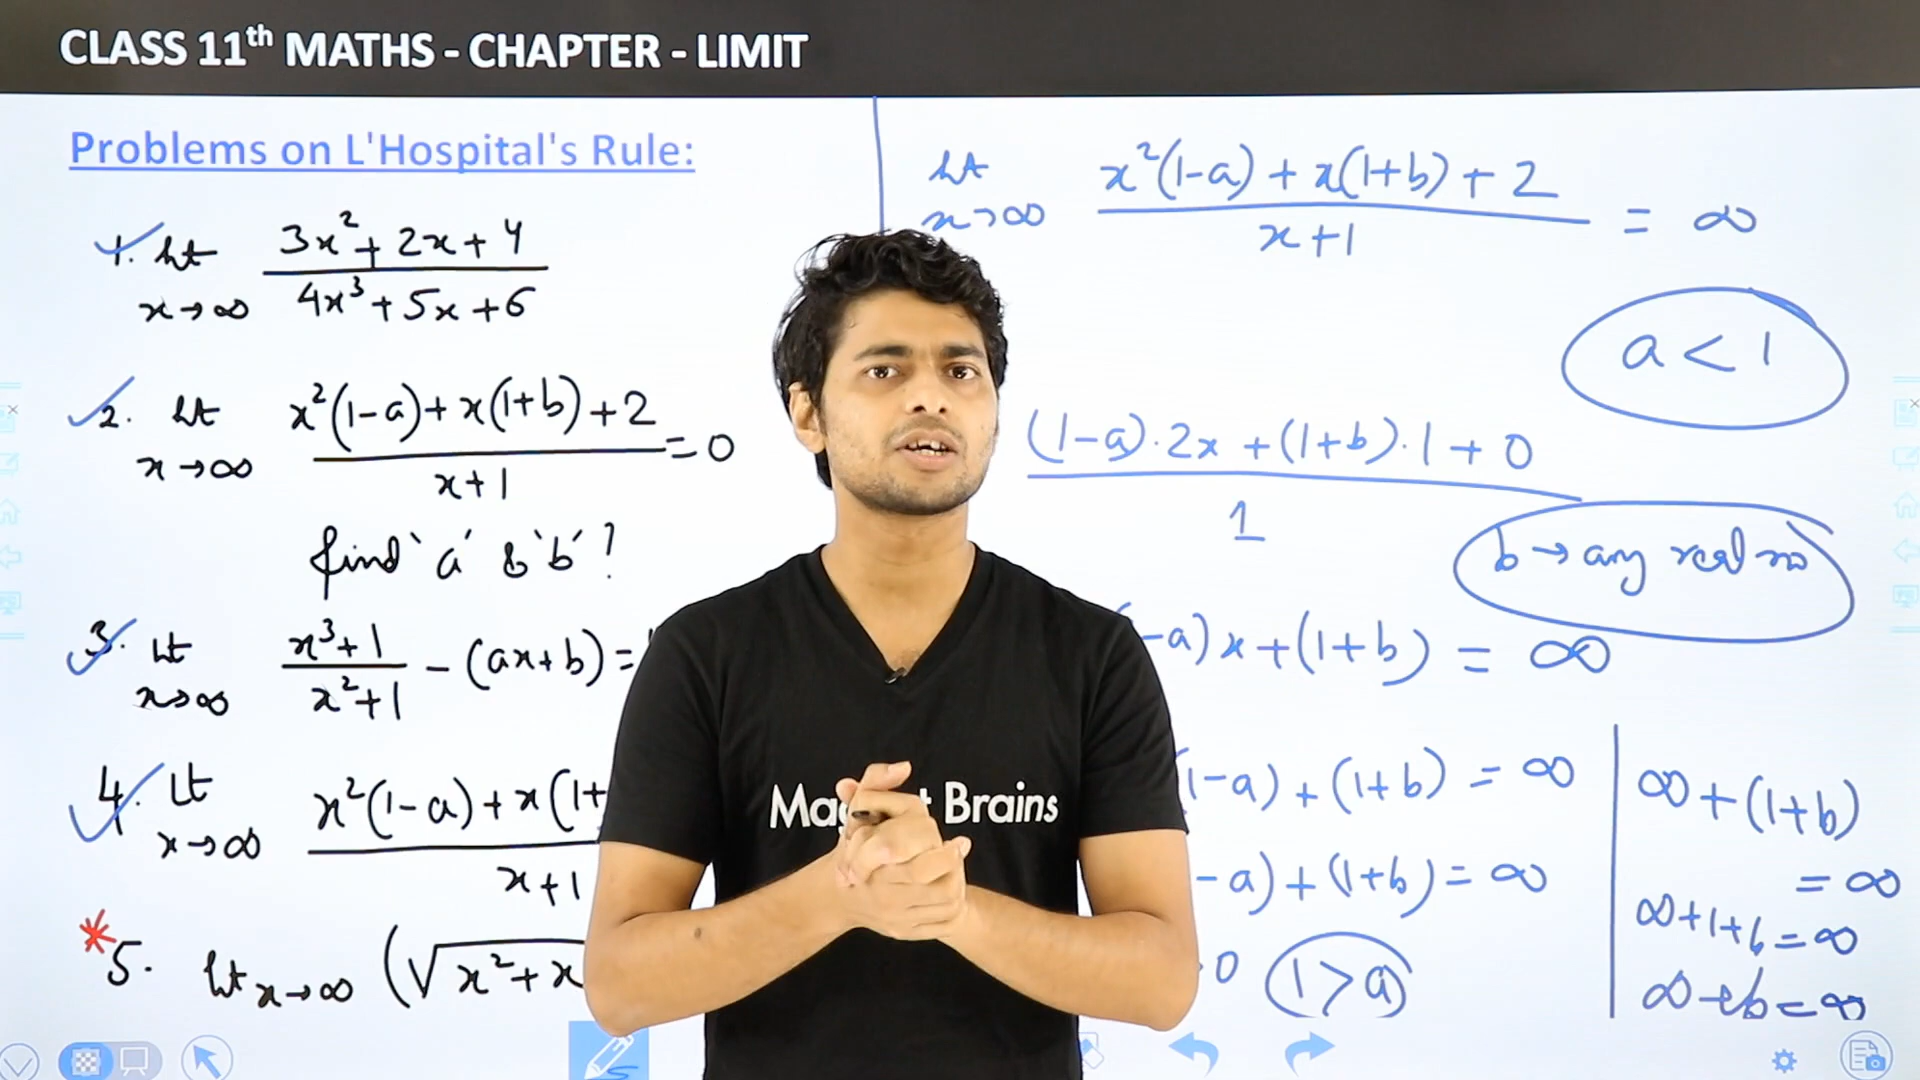 CLASS 11th MATHS - CHAPTER - LIMIT
Problems on L'Hospital's Rule:
1. Lt x→∞ (3x² + 2x + 4)/(4x³ + 5x + 6)
2. Lt x→∞ (x²(1-a) + x(1+b) + 2)/(x+1) = 0
find 'a' & 'b' ?
3. Lt x→∞ (x³+1)/(x²+1) - (ax+b) =
4. Lt x→∞ x²(1-a) + x(1+
x+1
* 5. Lt x→∞ (√x² + x
Lt x→∞ (x²(1-a) + x(1+b) + 2)/(x+1) = ∞
a < 1
((1-a)·2x + (1+b)·1 + 0)/1
b → any real no
-a)x + (1+b) = ∞
(1-a) + (1+b) = ∞
-a) + (1+b) = ∞
0 1 > a
∞ + (1+b)
= ∞
∞+1+b = ∞
∞+b = ∞
Brains